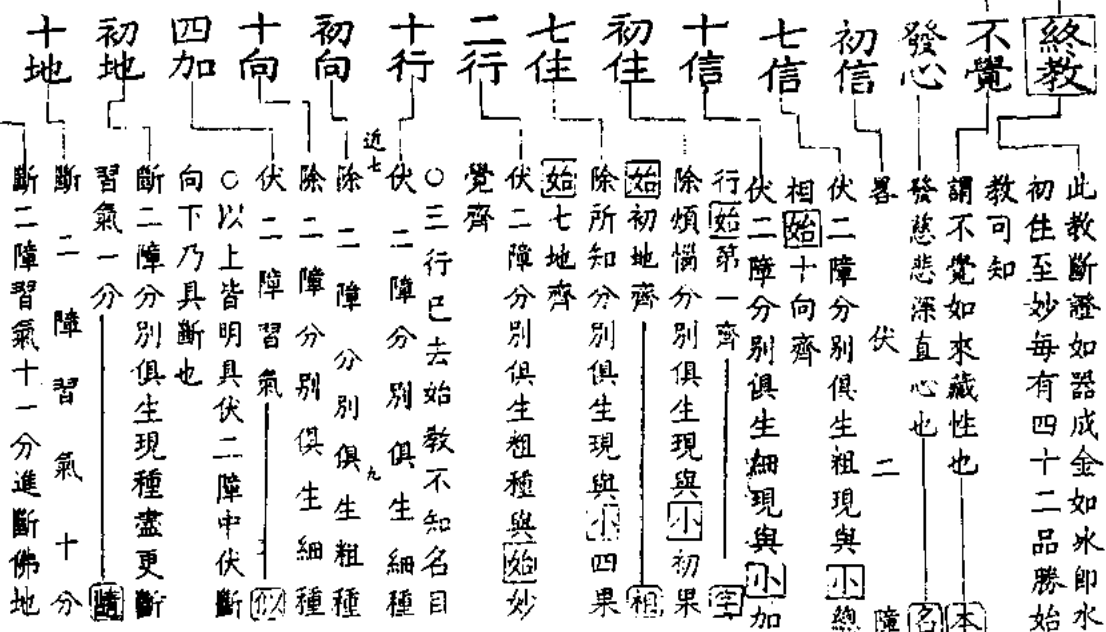 終教
不覺
發心
初信
七信
十信
初住
七住
二行
十行
初向
十向
四加
初地
十地
此教斷證如器成金如氷即水
初住至妙每有四十二品勝始
教可知
謂不覺如來藏性也 本
發慈悲深直心也 名
畧伏二障
伏二障分別俱生粗現與小總
相始十向齊
伏二障分別俱生細現與小加
行始第一齊
除煩惱分別俱生現與小初果
始初地齊 相
除所知分別俱生現與小四果
始七地齊
伏二障分別俱生粗種與始妙
覺齊
○三行已去始教不知名目
伏二障分別俱生細種
近七
九
除二障分別俱生粗種
除二障分別俱生細種
伏二障習氣 似
○以上皆明具伏二障中伏斷
向下乃具斷也
斷二障分別俱生現種盡更斷
習氣一分
斷二障習氣十分
斷二障習氣十一分進斷佛地